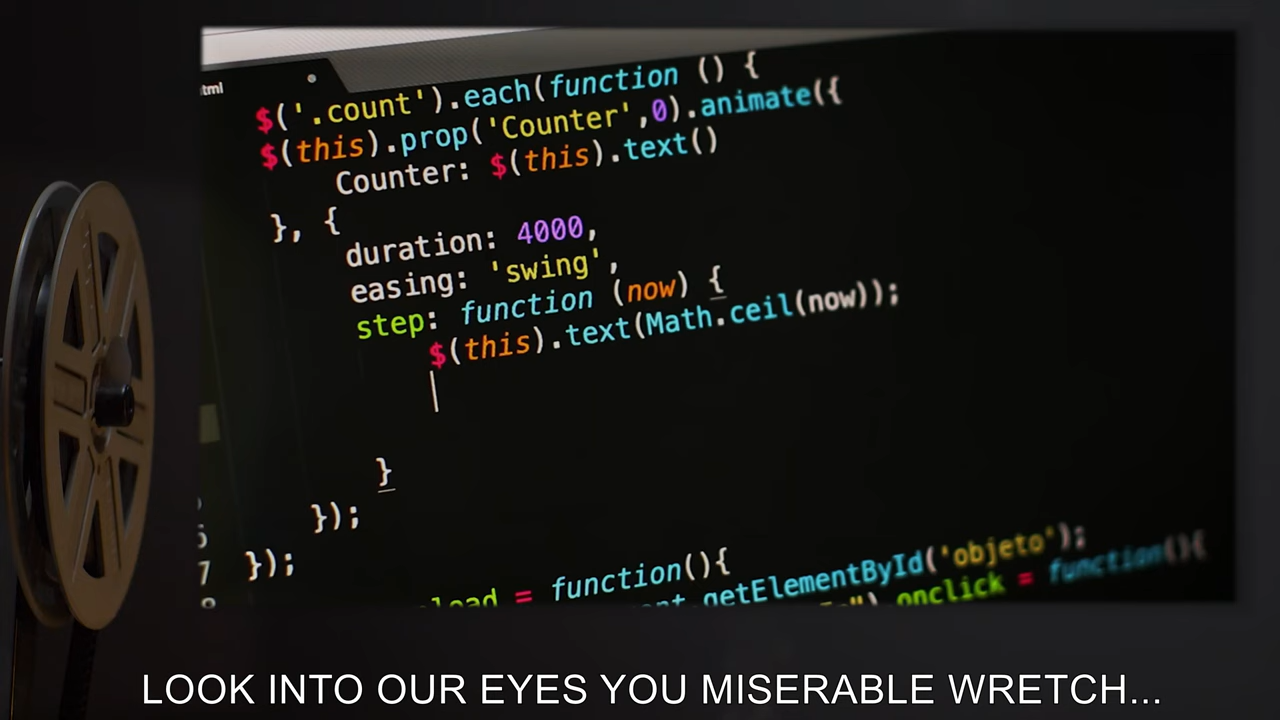 tml
$('.count').each(function () {
$(this).prop('Counter',0).animate({
Counter: $(this).text()
}, {
duration: 4000,
easing: 'swing',
step: function (now) {
$(this).text(Math.ceil(now));
}
});
7 });
= function(){
.getElementById('objeto');
.onclick = function(){
LOOK INTO OUR EYES YOU MISERABLE WRETCH...